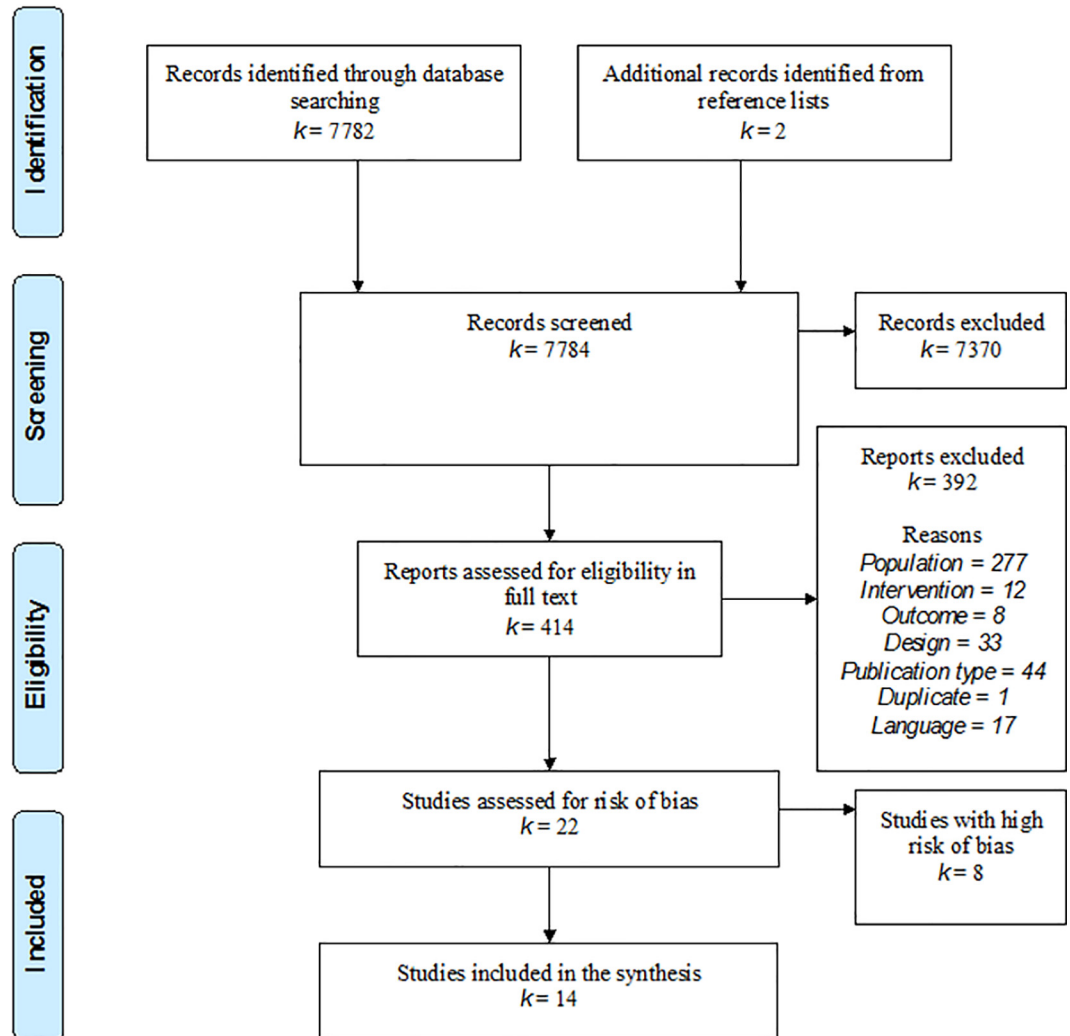 Identification
Records identified through database
searching
k = 7782
Additional records identified from
reference lists
k = 2
Screening
Records screened
k = 7784
Records excluded
k = 7370
Eligibility
Reports assessed for eligibility in
full text
k = 414
Reports excluded
k = 392
Reasons
Population = 277
Intervention = 12
Outcome = 8
Design = 33
Publication type = 44
Duplicate = 1
Language = 17
Studies assessed for risk of bias
k = 22
Studies with high
risk of bias
k = 8
Included
Studies included in the synthesis
k = 14